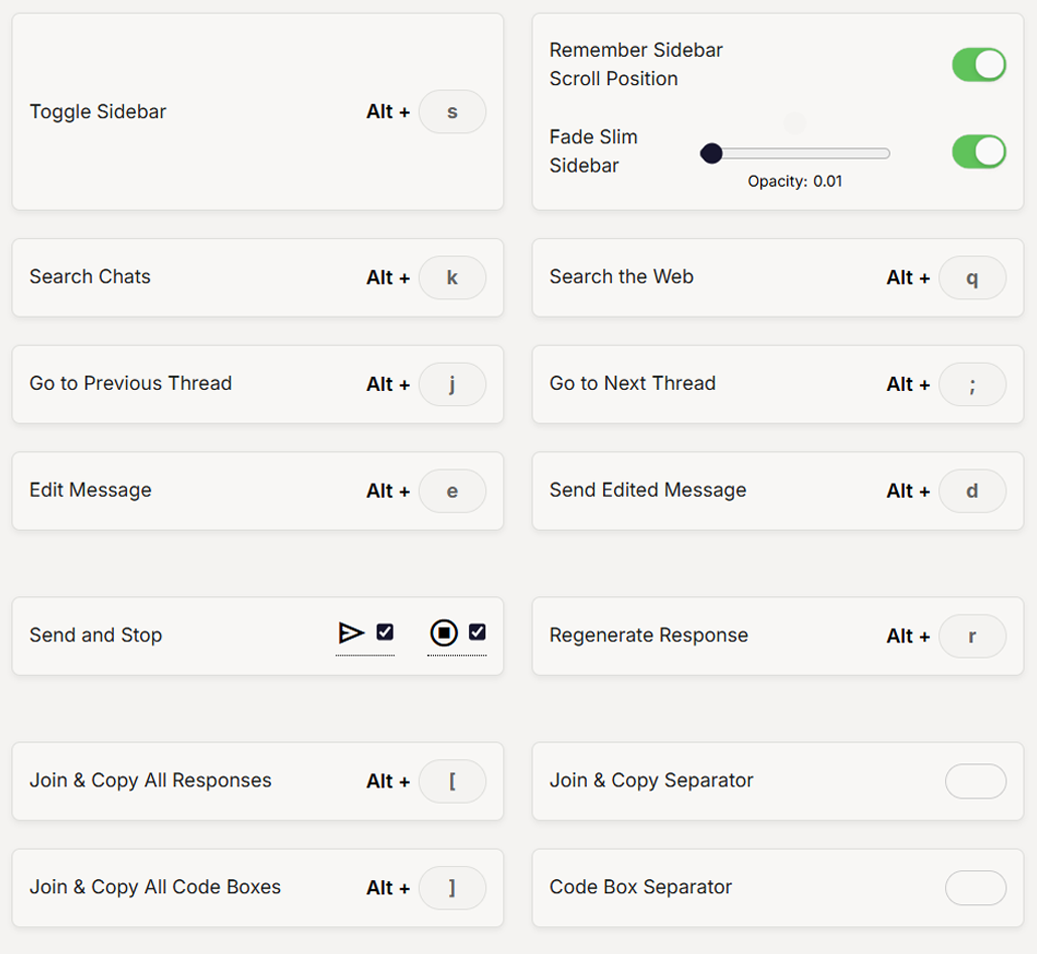 Toggle Sidebar Alt + s
Remember Sidebar
Scroll Position
Fade Slim
Sidebar
Opacity: 0.01
Search Chats Alt + k
Search the Web Alt + q
Go to Previous Thread Alt + j
Go to Next Thread Alt + ;
Edit Message Alt + e
Send Edited Message Alt + d
Send and Stop
Regenerate Response Alt + r
Join & Copy All Responses Alt + [
Join & Copy Separator
Join & Copy All Code Boxes Alt + ]
Code Box Separator